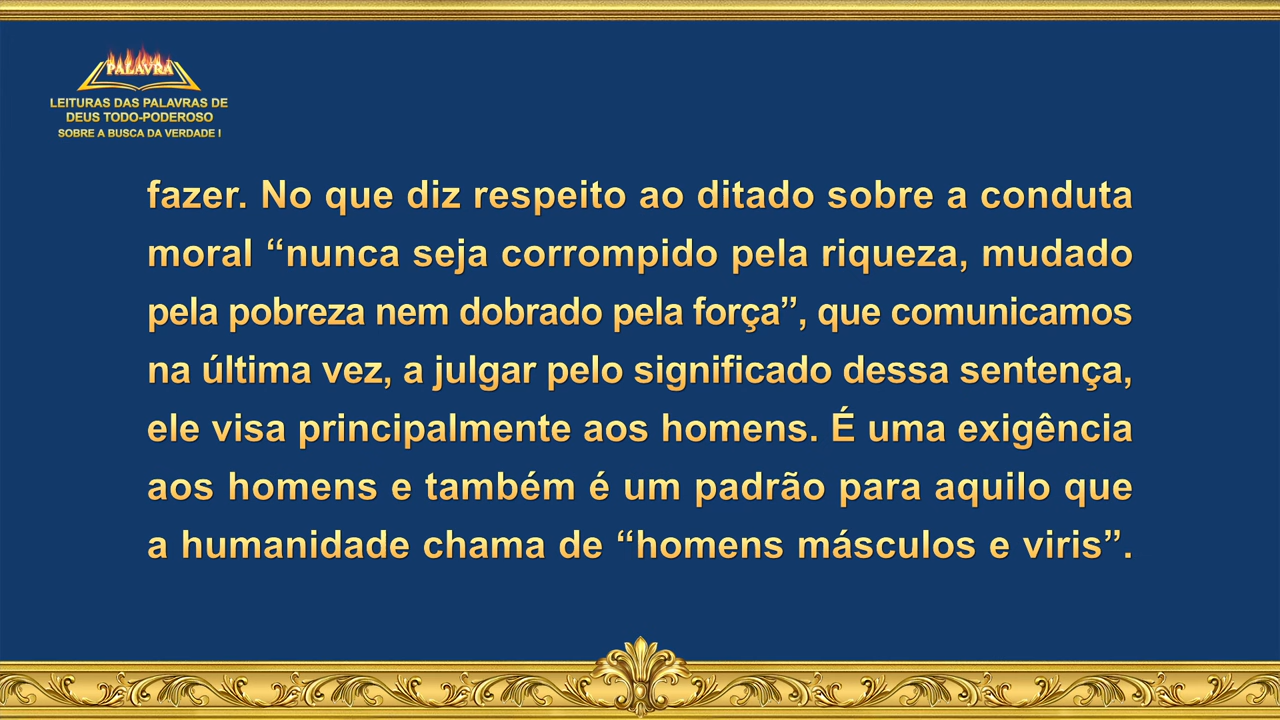 PALAVRA
LEITURAS DAS PALAVRAS DE
DEUS TODO-PODEROSO
SOBRE A BUSCA DA VERDADE I
fazer. No que diz respeito ao ditado sobre a conduta
moral “nunca seja corrompido pela riqueza, mudado
pela pobreza nem dobrado pela força”, que comunicamos
na última vez, a julgar pelo significado dessa sentença,
ele visa principalmente aos homens. É uma exigência
aos homens e também é um padrão para aquilo que
a humanidade chama de “homens másculos e viris”.